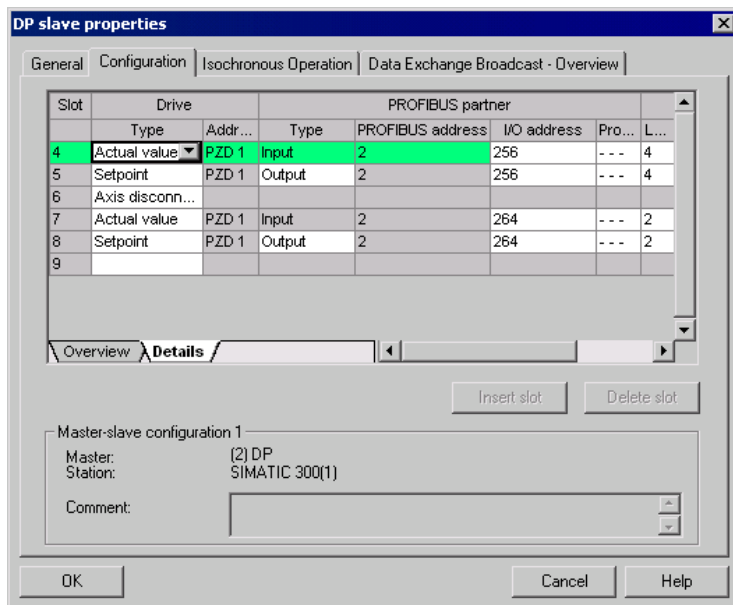 DP slave properties
General Configuration Isochronous Operation Data Exchange Broadcast - Overview
Slot Drive PROFIBUS partner
Type Addr... Type PROFIBUS address I/O address Pro... L...
4 Actual value PZD 1 Input 2 256 - - - 4
5 Setpoint PZD 1 Output 2 256 - - - 4
6 Axis disconn...
7 Actual value PZD 1 Input 2 264 - - - 2
8 Setpoint PZD 1 Output 2 264 - - - 2
9
Overview Details
Insert slot Delete slot
Master-slave configuration 1
Master: (2) DP
Station: SIMATIC 300(1)
Comment:
OK Cancel Help